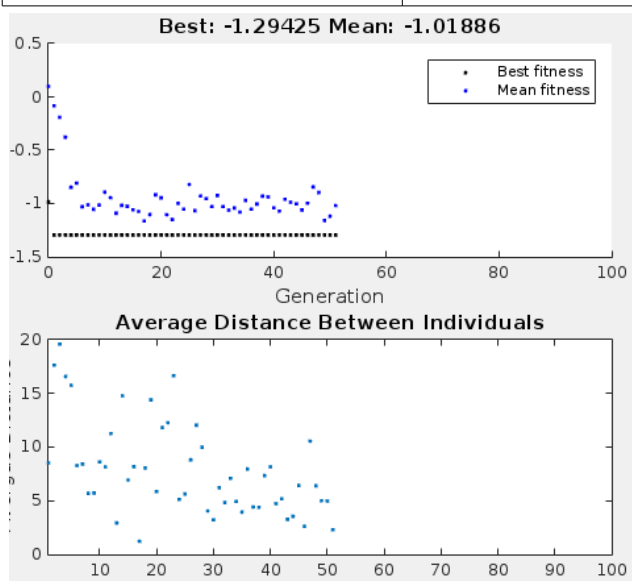 Best: -1.29425 Mean: -1.01886
0.5
Best fitness
Mean fitness
0
-0.5
-1
-1.5
0 20 40 60 80 100
Generation
Average Distance Between Individuals
20
15
10
5
0
10 20 30 40 50 60 70 80 90 100